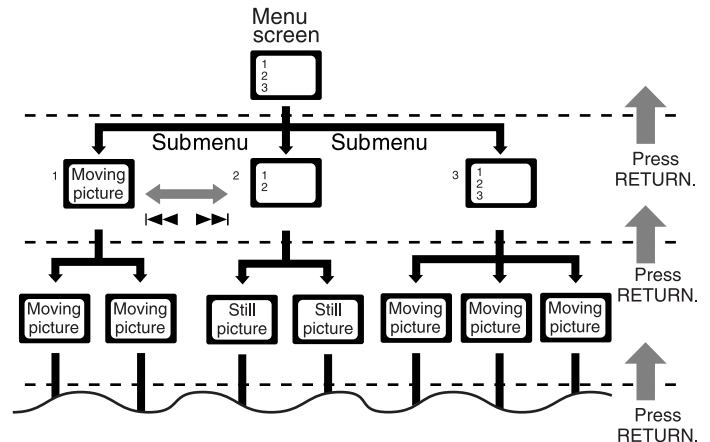 Menu
screen
1
2
3
Submenu Submenu
1
Moving
picture
2
1
2
3
1
2
3
Press
RETURN.
Moving
picture
Moving
picture
Still
picture
Still
picture
Moving
picture
Moving
picture
Moving
picture
Press
RETURN.
Press
RETURN.